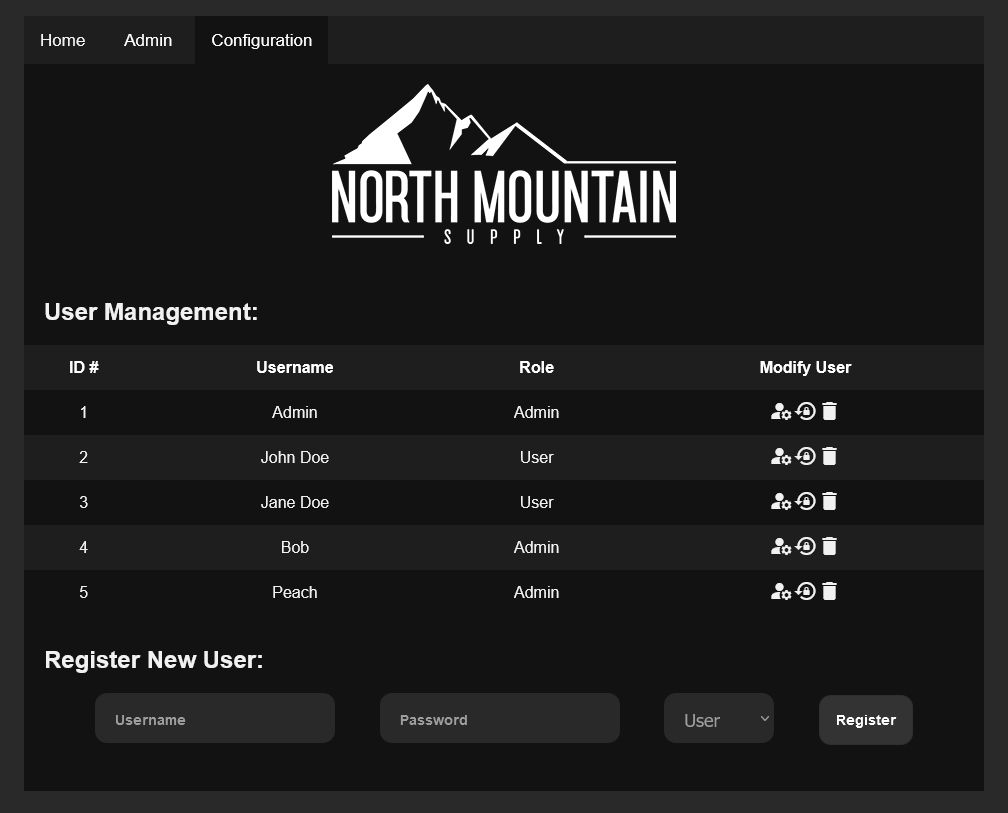 Home Admin Configuration
NORTH MOUNTAIN
SUPPLY
User Management:
ID # Username Role Modify User
1 Admin Admin
2 John Doe User
3 Jane Doe User
4 Bob Admin
5 Peach Admin
Register New User:
Username Password User Register